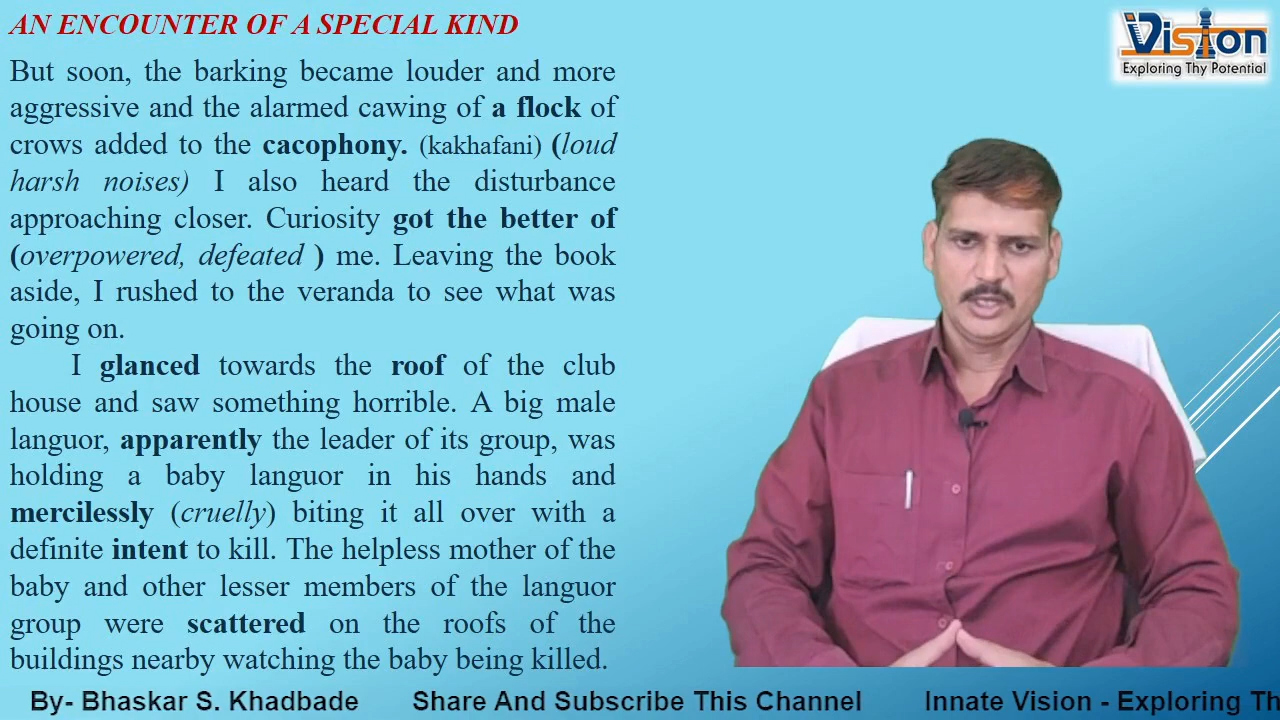 AN ENCOUNTER OF A SPECIAL KIND
But soon, the barking became louder and more
aggressive and the alarmed cawing of a flock of
crows added to the cacophony. (kakhafani) (loud
harsh noises) I also heard the disturbance
approaching closer. Curiosity got the better of
(overpowered, defeated ) me. Leaving the book
aside, I rushed to the veranda to see what was
going on.
I glanced towards the roof of the club
house and saw something horrible. A big male
languor, apparently the leader of its group, was
holding a baby languor in his hands and
mercilessly (cruelly) biting it all over with a
definite intent to kill. The helpless mother of the
baby and other lesser members of the languor
group were scattered on the roofs of the
buildings nearby watching the baby being killed.
iVision
Exploring Thy Potential
By- Bhaskar S. Khadbade Share And Subscribe This Channel Innate Vision - Exploring Th